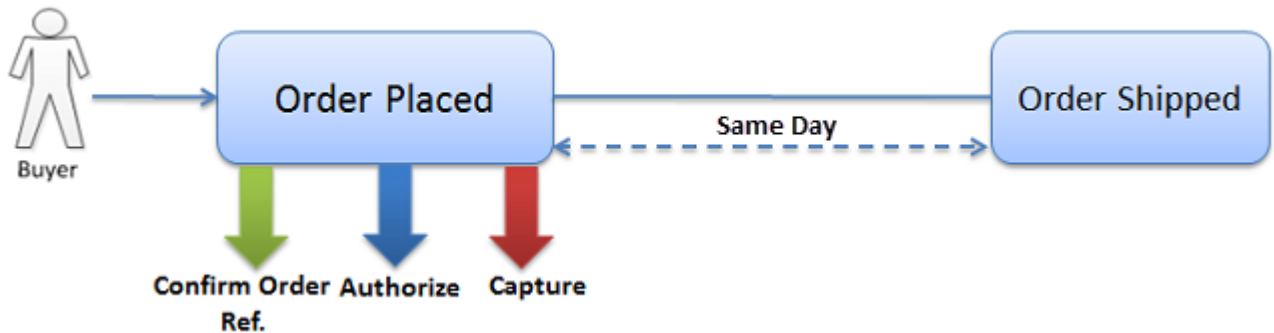 Order Placed
Order Shipped
Same Day
Buyer
Confirm Order
Ref.
Authorize
Capture